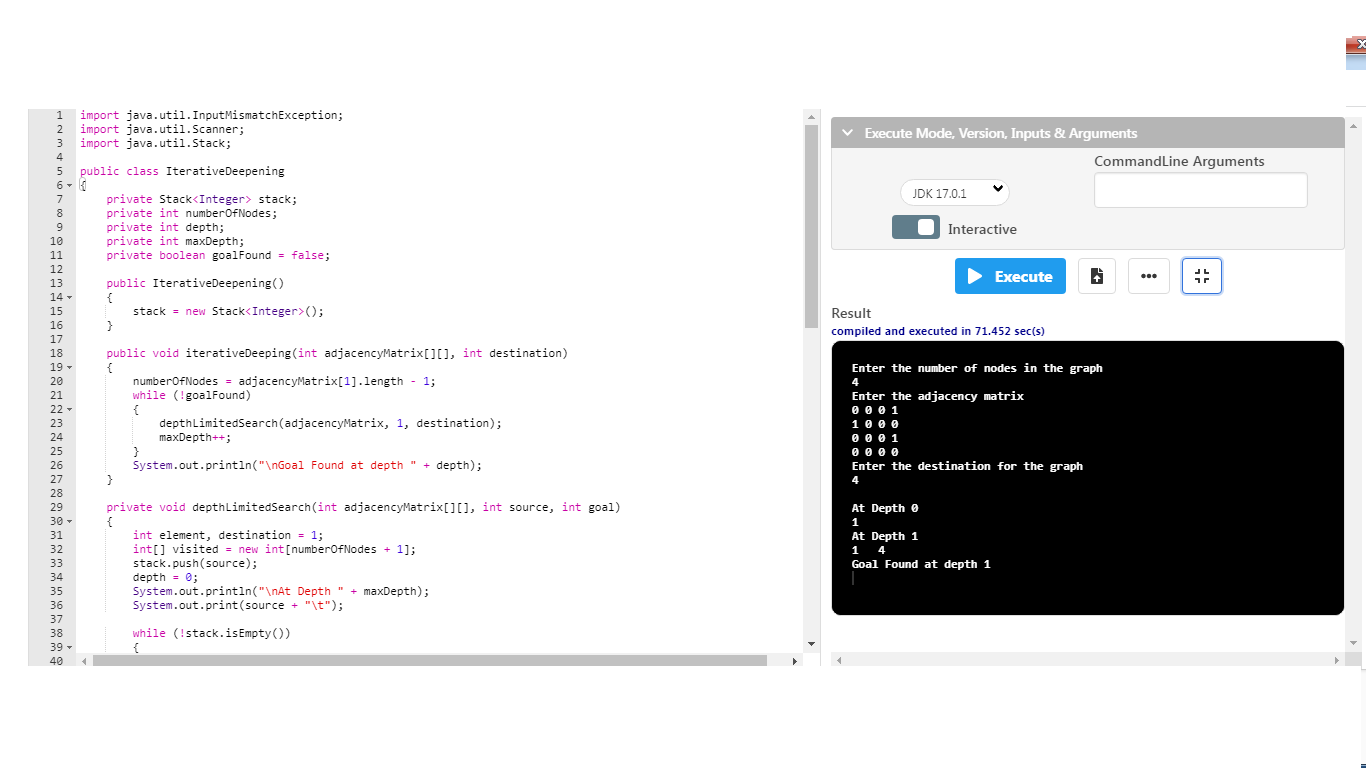 1 import java.util.InputMismatchException;
2 import java.util.Scanner;
3 import java.util.Stack;
4
5 public class IterativeDeepening
6 {
7 private Stack<Integer> stack;
8 private int numberOfNodes;
9 private int depth;
10 private int maxDepth;
11 private boolean goalFound = false;
12
13 public IterativeDeepening()
14 {
15 stack = new Stack<Integer>();
16 }
17
18 public void iterativeDeeping(int adjacencyMatrix[][], int destination)
19 {
20 numberOfNodes = adjacencyMatrix[1].length - 1;
21 while (!goalFound)
22 {
23 depthLimitedSearch(adjacencyMatrix, 1, destination);
24 maxDepth++;
25 }
26 System.out.println("\nGoal Found at depth " + depth);
27 }
28
29 private void depthLimitedSearch(int adjacencyMatrix[][], int source, int goal)
30 {
31 int element, destination = 1;
32 int[] visited = new int[numberOfNodes + 1];
33 stack.push(source);
34 depth = 0;
35 System.out.println("\nAt Depth " + maxDepth);
36 System.out.print(source + "\t");
37
38 while (!stack.isEmpty())
39 {
40
Execute Mode, Version, Inputs & Arguments
CommandLine Arguments
JDK 17.0.1
Interactive
Execute
Result
compiled and executed in 71.452 sec(s)
Enter the number of nodes in the graph
4
Enter the adjacency matrix
0 0 0 1
1 0 0 0
0 0 0 1
0 0 0 0
Enter the destination for the graph
4
At Depth 0
1
At Depth 1
1 4
Goal Found at depth 1